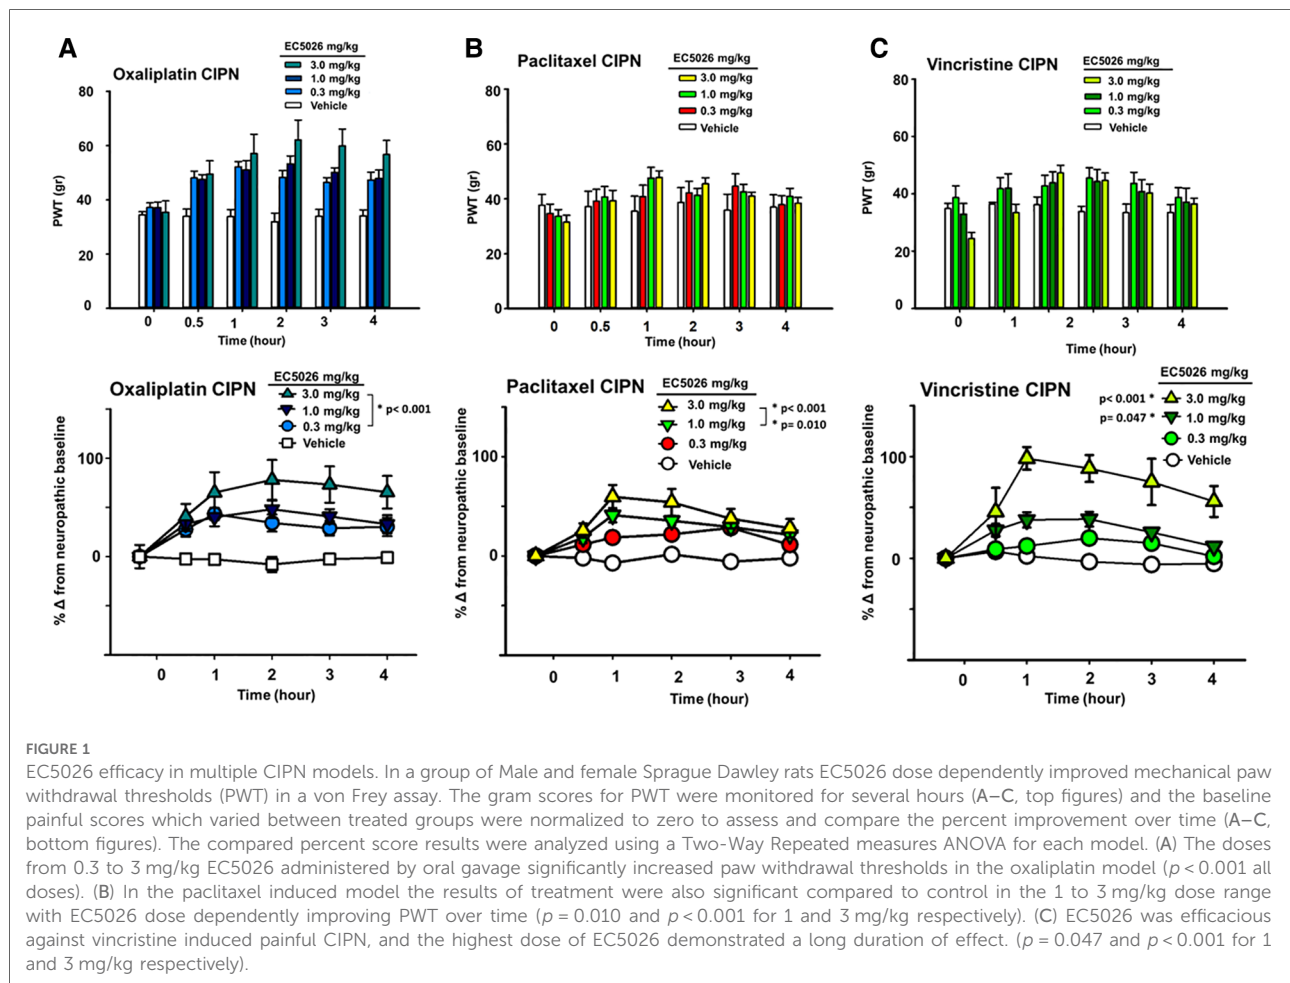 A
EC5026 mg/kg
Oxaliplatin CIPN
3.0 mg/kg
1.0 mg/kg
0.3 mg/kg
Vehicle
PWT (gr)
80
60
40
20
0
0 0.5 1 2 3 4
Time (hour)
B
EC5026 mg/kg
Paclitaxel CIPN
3.0 mg/kg
1.0 mg/kg
0.3 mg/kg
Vehicle
PWT (gr)
80
60
40
20
0
0 0.5 1 2 3 4
Time (hour)
C
EC5026 mg/kg
Vincristine CIPN
3.0 mg/kg
1.0 mg/kg
0.3 mg/kg
Vehicle
PWT (gr)
80
60
40
20
0
0 1 2 3 4
Time (hour)
EC5026 mg/kg
Oxaliplatin CIPN
3.0 mg/kg
1.0 mg/kg
0.3 mg/kg
Vehicle
* p< 0.001
% Δ from neuropathic baseline
100
0
0 1 2 3 4
Time (hour)
EC5026 mg/kg
Paclitaxel CIPN
3.0 mg/kg
1.0 mg/kg
0.3 mg/kg
Vehicle
* p< 0.001
* p= 0.010
% Δ from neuropathic baseline
100
0
0 1 2 3 4
Time (hour)
EC5026 mg/kg
Vincristine CIPN
p< 0.001 * 3.0 mg/kg
p= 0.047 * 1.0 mg/kg
0.3 mg/kg
Vehicle
% Δ from neuropathic baseline
100
0
0 1 2 3 4
Time (hour)
FIGURE 1
EC5026 efficacy in multiple CIPN models. In a group of Male and female Sprague Dawley rats EC5026 dose dependently improved mechanical paw
withdrawal thresholds (PWT) in a von Frey assay. The gram scores for PWT were monitored for several hours (A–C, top figures) and the baseline
painful scores which varied between treated groups were normalized to zero to assess and compare the percent improvement over time (A–C,
bottom figures). The compared percent score results were analyzed using a Two-Way Repeated measures ANOVA for each model. (A) The doses
from 0.3 to 3 mg/kg EC5026 administered by oral gavage significantly increased paw withdrawal thresholds in the oxaliplatin model (p < 0.001 all
doses). (B) In the paclitaxel induced model the results of treatment were also significant compared to control in the 1 to 3 mg/kg dose range
with EC5026 dose dependently improving PWT over time (p = 0.010 and p < 0.001 for 1 and 3 mg/kg respectively). (C) EC5026 was efficacious
against vincristine induced painful CIPN, and the highest dose of EC5026 demonstrated a long duration of effect. (p = 0.047 and p < 0.001 for 1
and 3 mg/kg respectively).